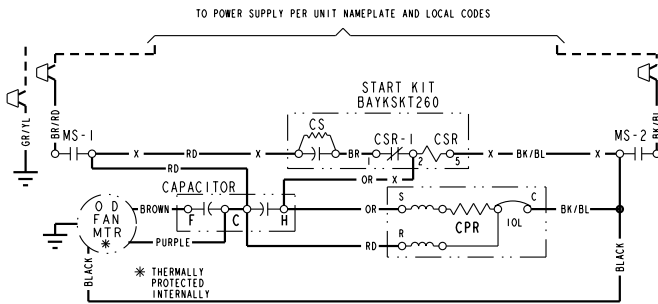 TO POWER SUPPLY PER UNIT NAMEPLATE AND LOCAL CODES
START KIT
BAYKSKT260
GR/YL
BR/RD
BK/BL
MS-1
CS
CSR-1
CSR
MS-2
X
RD
X
BR
1
2
5
X
BK/BL
X
RD
OR
X
CAPACITOR
O D
FAN
MTR
✳
BROWN
F
C
H
OR
S
CPR
IOL
C
BK/BL
PURPLE
RD
R
BLACK
BLACK
✳ THERMALLY
PROTECTED
INTERNALLY